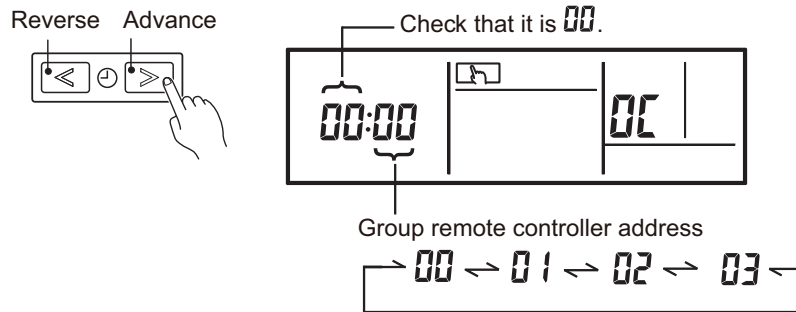 Reverse Advance
Check that it is 00.
00:00
0C
Group remote controller address
00 ⇌ 01 ⇌ 02 ⇌ 03